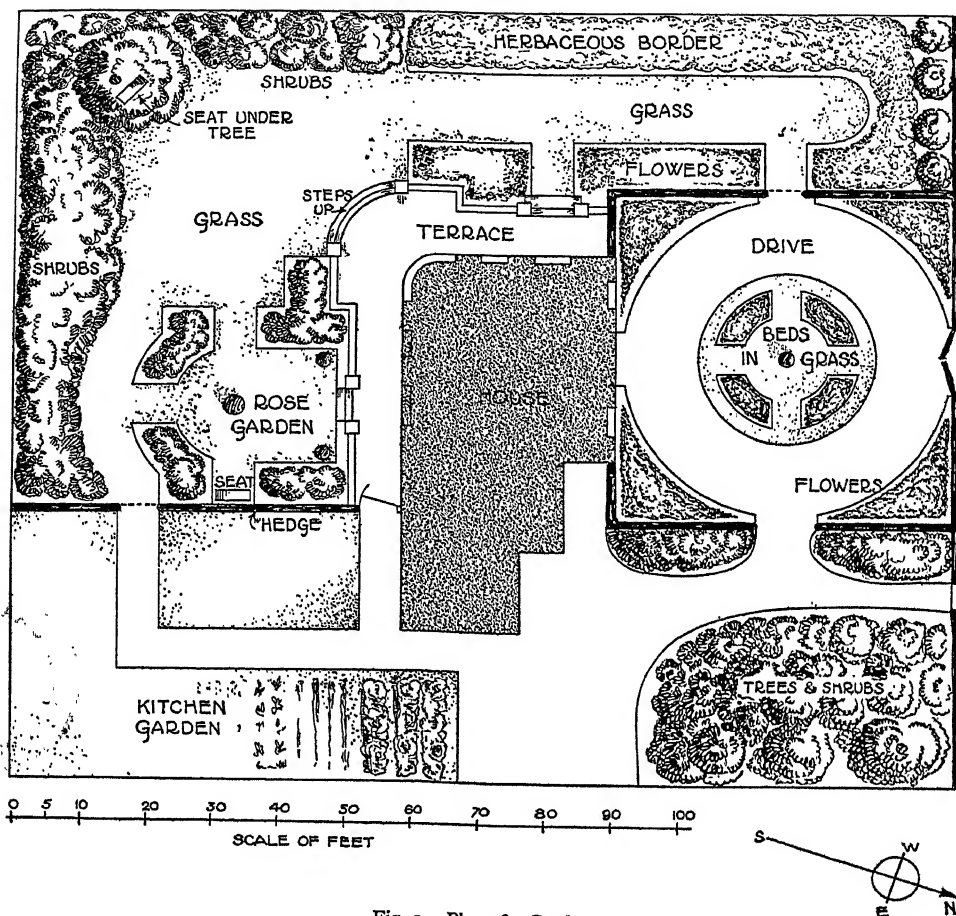 HERBACEOUS BORDER
SHRUBS
SEAT UNDER
TREE
GRASS
FLOWERS
STEPS
UP
GRASS
TERRACE
DRIVE
SHRUBS
BEDS
IN GRASS
HOUSE
ROSE
GARDEN
SEAT
FLOWERS
HEDGE
TREES & SHRUBS
KITCHEN
GARDEN
0 5 10 20 30 40 50 60 70 80 90 100
SCALE OF FEET
S
W
E
N